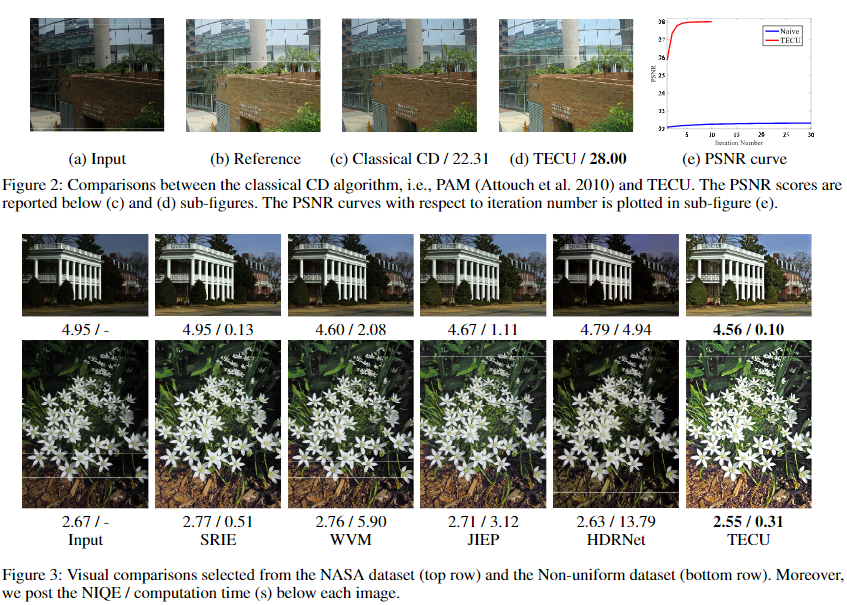 28
27
26
25
24
23
22
PSNR
Naive
TECU
5 10 15 20 25 30
Iteration Number
(a) Input (b) Reference (c) Classical CD / 22.31 (d) TECU / 28.00 (e) PSNR curve
Figure 2: Comparisons between the classical CD algorithm, i.e., PAM (Attouch et al. 2010) and TECU. The PSNR scores are
reported below (c) and (d) sub-figures. The PSNR curves with respect to iteration number is plotted in sub-figure (e).
4.95 / - 4.95 / 0.13 4.60 / 2.08 4.67 / 1.11 4.79 / 4.94 4.56 / 0.10
2.67 / - 2.77 / 0.51 2.76 / 5.90 2.71 / 3.12 2.63 / 13.79 2.55 / 0.31
Input SRIE WVM JIEP HDRNet TECU
Figure 3: Visual comparisons selected from the NASA dataset (top row) and the Non-uniform dataset (bottom row). Moreover,
we post the NIQE / computation time (s) below each image.